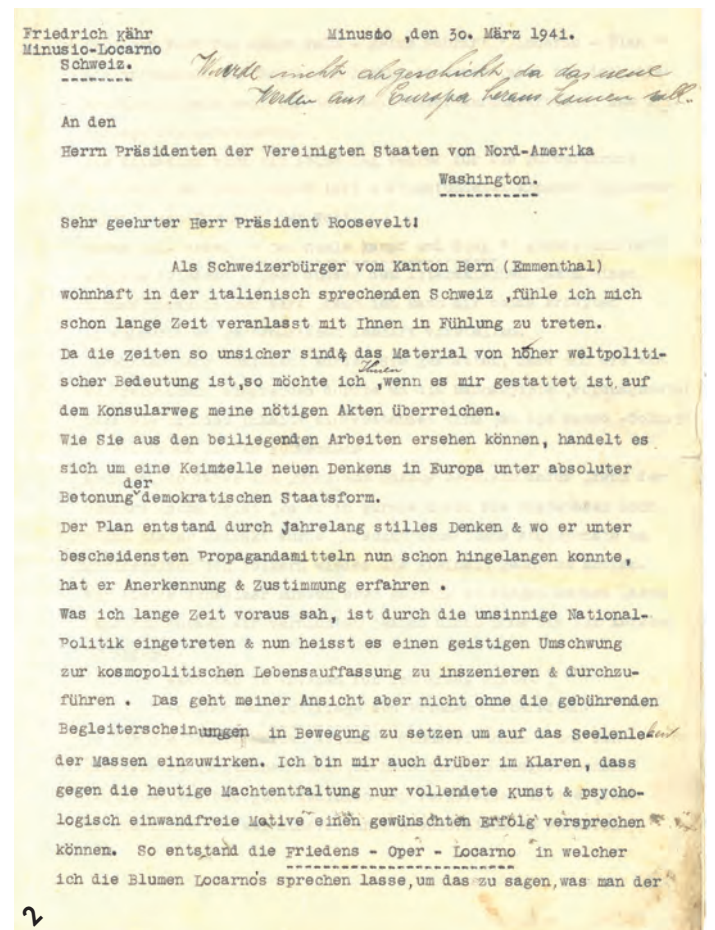 Friedrich Kähr
Minusio-Locarno
Schweiz.
Minusio ,den 30. März 1941.
Wurde nicht abgeschickt, da das neue
Werden aus Europa heraus kommen soll.
An den
Herrn Präsidenten der Vereinigten Staaten von Nord-Amerika
Washington.
Sehr geehrter Herr Präsident Roosevelt!
Als Schweizerbürger vom Kanton Bern (Emmenthal)
wohnhaft in der italienisch sprechenden Schweiz ,fühle ich mich
schon lange Zeit veranlasst mit Ihnen in Fühlung zu treten.
Da die Zeiten so unsicher sind& das Material von hoher weltpoliti-
scher Bedeutung ist,so möchte ich Ihnen ,wenn es mir gestattet ist,auf
dem Konsularweg meine nötigen Akten überreichen.
Wie Sie aus den beiliegenden Arbeiten ersehen können, handelt es
sich um eine Keimzelle neuen Denkens in Europa unter absoluter
Betonung der demokratischen Staatsform.
Der Plan entstand durch Jahrelang stilles Denken & wo er unter
bescheidensten Propagandamitteln nun schon hingelangen konnte,
hat er Anerkennung & Zustimmung erfahren .
Was ich lange Zeit voraus sah, ist durch die unsinnige National-
Politik eingetreten & nun heisst es einen geistigen Umschwung
zur kosmopolitischen Lebensauffassung zu inszenieren & durchzu-
führen . Das geht meiner Ansicht aber nicht ohne die gebührenden
Begleiterscheinungen in Bewegung zu setzen um auf das Seelenleben
der Massen einzuwirken. Ich bin mir auch drüber im Klaren, dass
gegen die heutige Machtentfaltung nur vollendete Kunst & psycho-
logisch einwandfreie Motive einen gewünschten Erfolg versprechen
können. So entstand die Friedens - Oper - Locarno in welcher
ich die Blumen Locarno's sprechen lasse,um das zu sagen,was man der
2